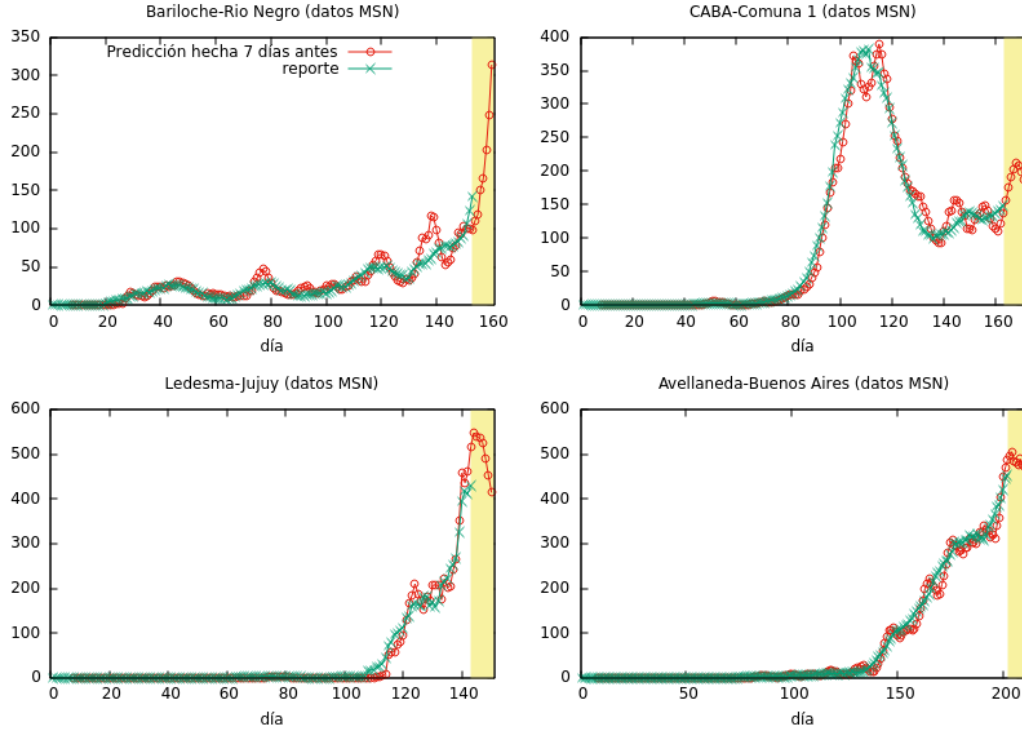 Bariloche-Rio Negro (datos MSN)
350
300
250
200
150
100
50
0
Predicción hecha 7 días antes
reporte
0 20 40 60 80 100 120 140 160
día
CABA-Comuna 1 (datos MSN)
400
350
300
250
200
150
100
50
0
0 20 40 60 80 100 120 140 160
día
Ledesma-Jujuy (datos MSN)
600
500
400
300
200
100
0
0 20 40 60 80 100 120 140
día
Avellaneda-Buenos Aires (datos MSN)
600
500
400
300
200
100
0
0 50 100 150 200
día